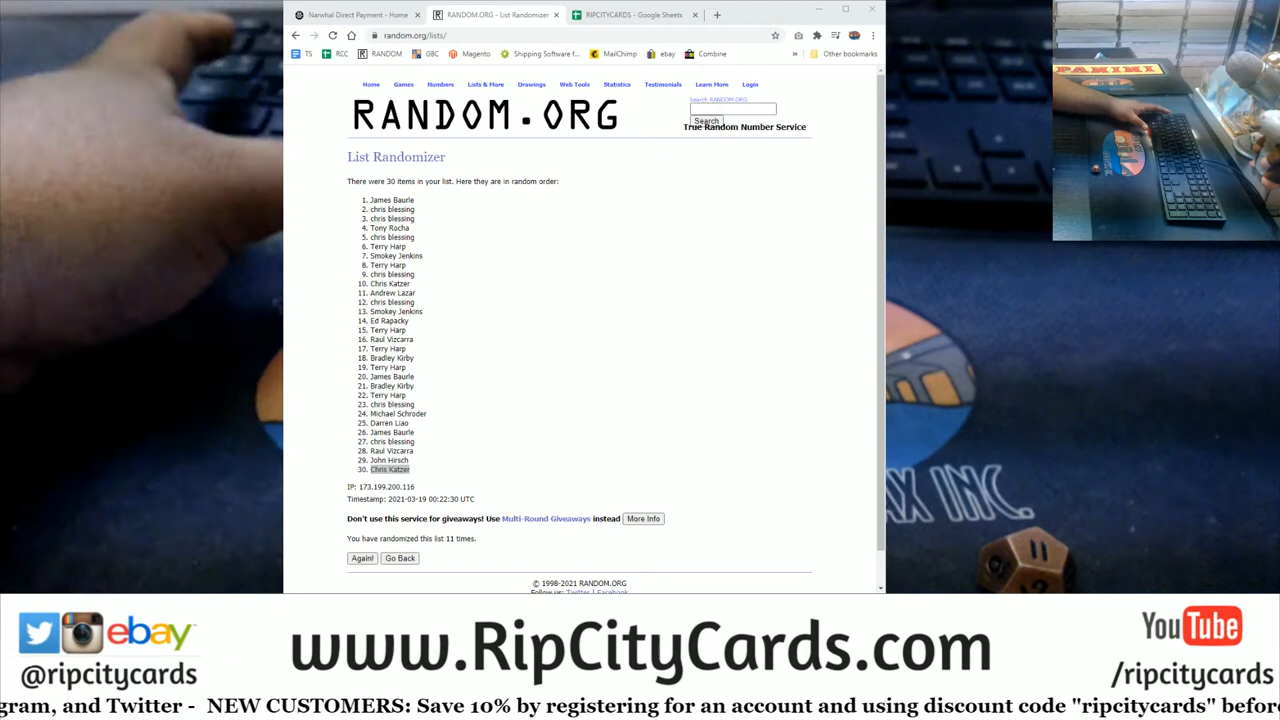 Narwhal Direct Payment - Home
RANDOM.ORG - List Randomizer
RIPCITYCARDS - Google Sheets
random.org/lists/
TS
RCC
RANDOM
GBC
Magento
Shipping Software f...
MailChimp
ebay
Combine
Other bookmarks
Home Games Numbers Lists & More Drawings Web Tools Statistics Testimonials Learn More Login
RANDOM.ORG
Search RANDOM.ORG
Search
True Random Number Service
List Randomizer
There were 30 items in your list. Here they are in random order:
1. James Baurle
2. chris blessing
3. chris blessing
4. Tony Rocha
5. chris blessing
6. Terry Harp
7. Smokey Jenkins
8. Terry Harp
9. chris blessing
10. Chris Katzer
11. Andrew Lazar
12. chris blessing
13. Smokey Jenkins
14. Ed Rapacky
15. Terry Harp
16. Raul Vizcarra
17. Terry Harp
18. Bradley Kirby
19. Terry Harp
20. James Baurle
21. Bradley Kirby
22. Terry Harp
23. chris blessing
24. Michael Schroder
25. Darren Liao
26. James Baurle
27. chris blessing
28. Raul Vizcarra
29. John Hirsch
30. Chris Katzer
IP: 173.199.200.116
Timestamp: 2021-03-19 00:22:30 UTC
Don't use this service for giveaways! Use Multi-Round Giveaways instead More Info
You have randomized this list 11 times.
Again! Go Back
© 1998-2021 RANDOM.ORG
Follow us: Twitter | Facebook
PANINI
AX INC.
11
ebay
@ripcitycards
www.RipCityCards.com
YouTube
/ripcitycards
gram, and Twitter - NEW CUSTOMERS: Save 10% by registering for an account and using discount code "ripcitycards" befor